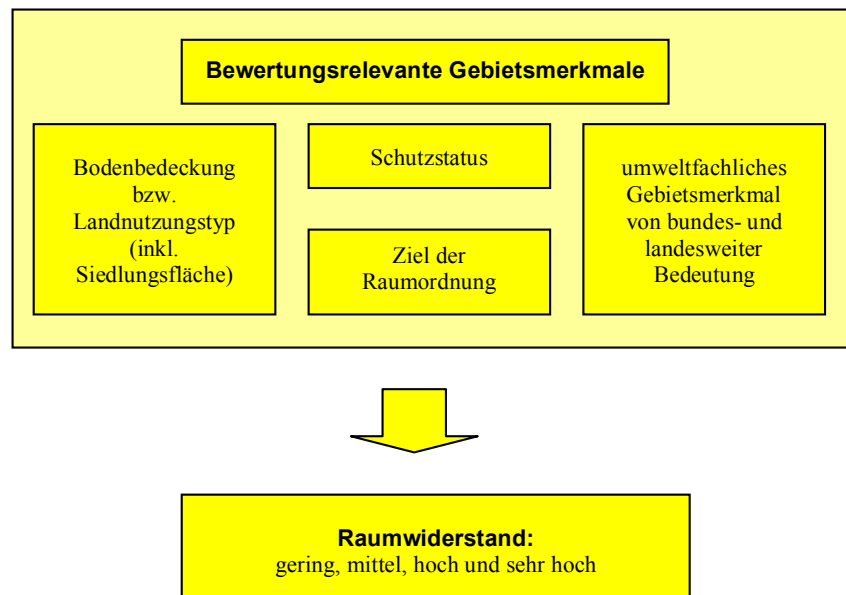 Bewertungsrelevante Gebietsmerkmale
Bodenbedeckung
bzw.
Landnutzungstyp
(inkl.
Siedlungsfläche)
Schutzstatus
Ziel der
Raumordnung
umweltfachliches
Gebietsmerkmal
von bundes- und
landesweiter
Bedeutung
Raumwiderstand:
gering, mittel, hoch und sehr hoch